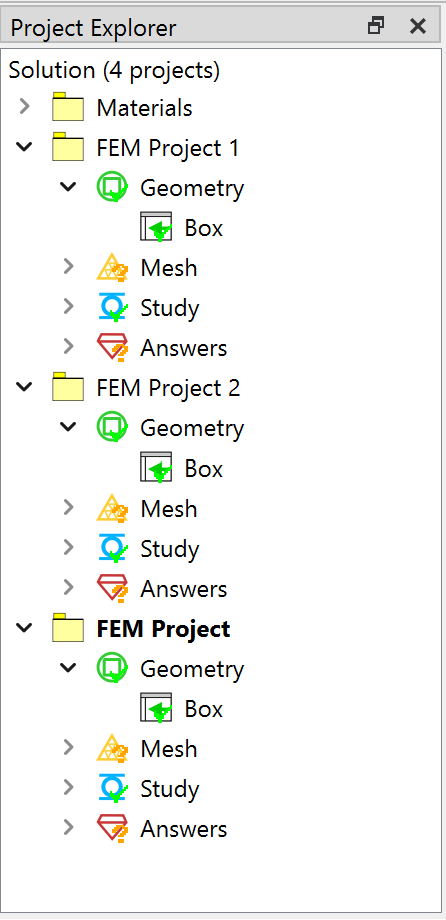 Project Explorer
Solution (4 projects)
Materials
FEM Project 1
Geometry
Box
Mesh
Study
Answers
FEM Project 2
Geometry
Box
Mesh
Study
Answers
FEM Project
Geometry
Box
Mesh
Study
Answers